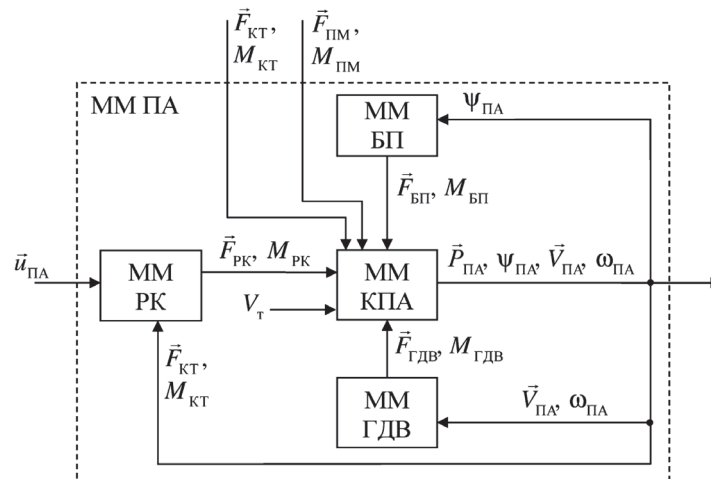 F⃗КТ,
MКТ
F⃗ПМ,
MПМ
ММ ПА
ММ
БП
ψПА
F⃗БП, MБП
u⃗ПА
ММ
РК
F⃗РК, MРК
Vт
ММ
КПА
P⃗ПА, ψПА, V⃗ПА, ωПА
F⃗КТ,
MКТ
F⃗ГДВ, MГДВ
ММ
ГДВ
V⃗ПА, ωПА